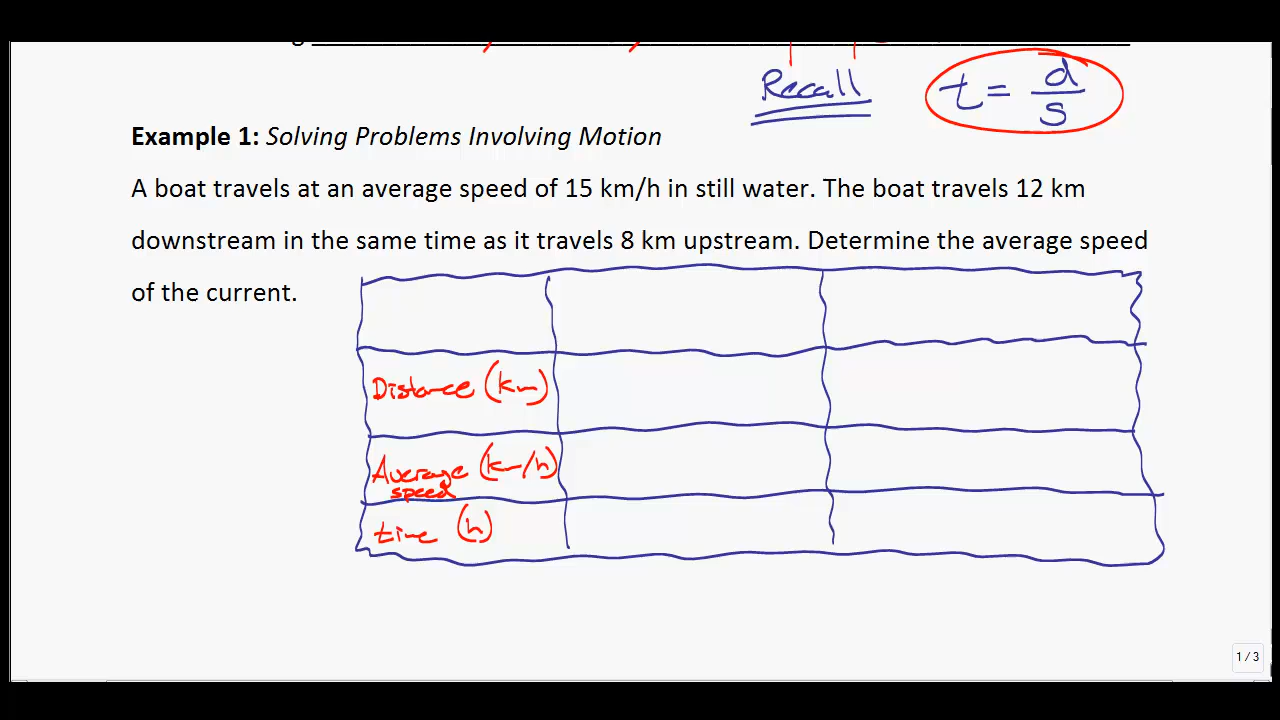 Recall t = d/s
Example 1: Solving Problems Involving Motion
A boat travels at an average speed of 15 km/h in still water. The boat travels 12 km
downstream in the same time as it travels 8 km upstream. Determine the average speed
of the current.
Distance (km)
Average (km/h)
speed
time (h)
1 / 3